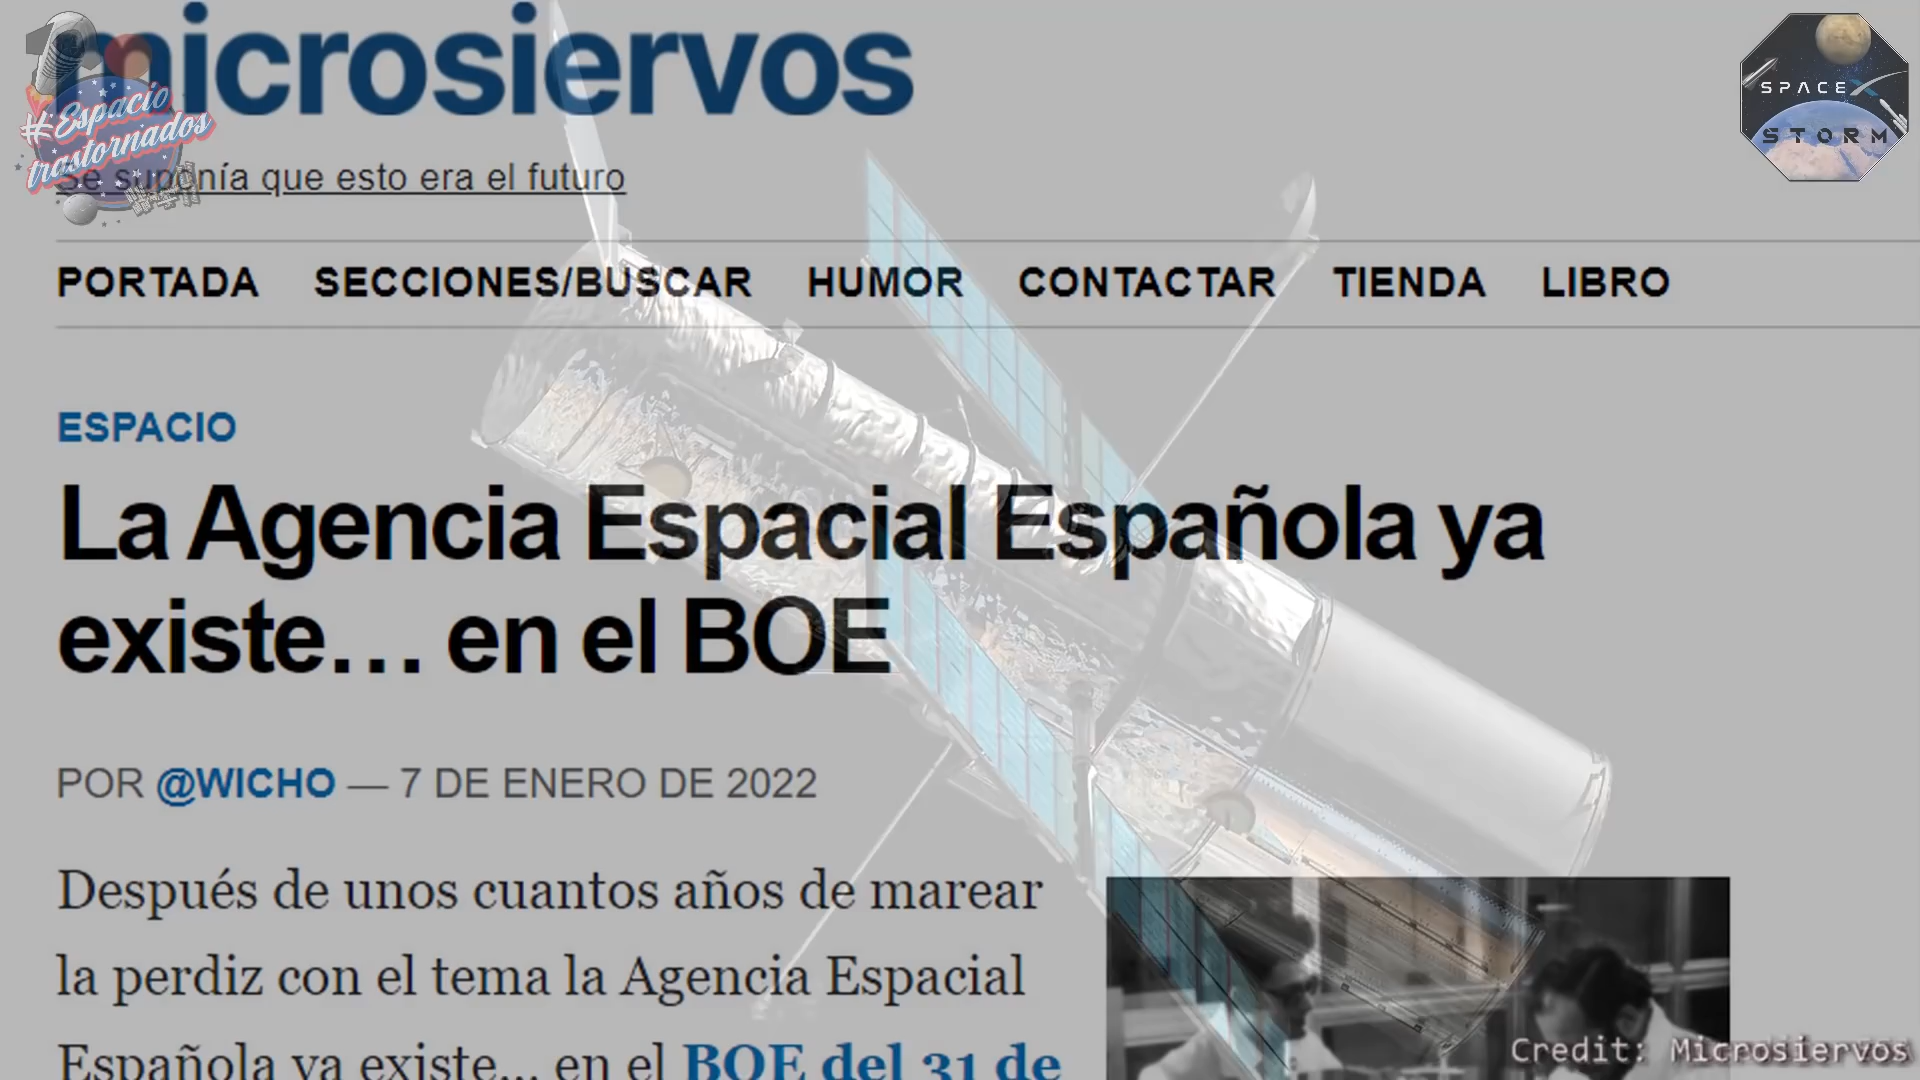 microsiervos
#Espacio
trastornados
SPACEX
STORM
Se suponía que esto era el futuro
PORTADA SECCIONES/BUSCAR HUMOR CONTACTAR TIENDA LIBRO
ESPACIO
La Agencia Espacial Española ya
existe… en el BOE
POR @WICHO — 7 DE ENERO DE 2022
Después de unos cuantos años de marear
la perdiz con el tema la Agencia Espacial
Española ya existe… en el BOE del 31 de
Credit: Microsiervos